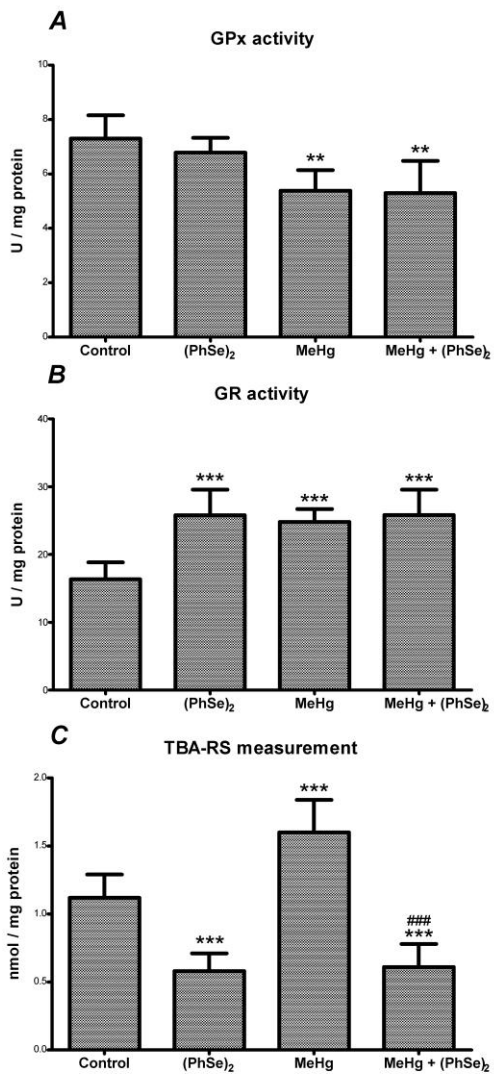 A
GPx activity
10
8
6
4
2
0
U / mg protein
**
**
Control (PhSe)2 MeHg MeHg + (PhSe)2
B
GR activity
40
30
20
10
0
U / mg protein
***
***
***
Control (PhSe)2 MeHg MeHg + (PhSe)2
C
TBA-RS measurement
2.0
1.5
1.0
0.5
0.0
nmol / mg protein
***
***
###
***
Control (PhSe)2 MeHg MeHg + (PhSe)2